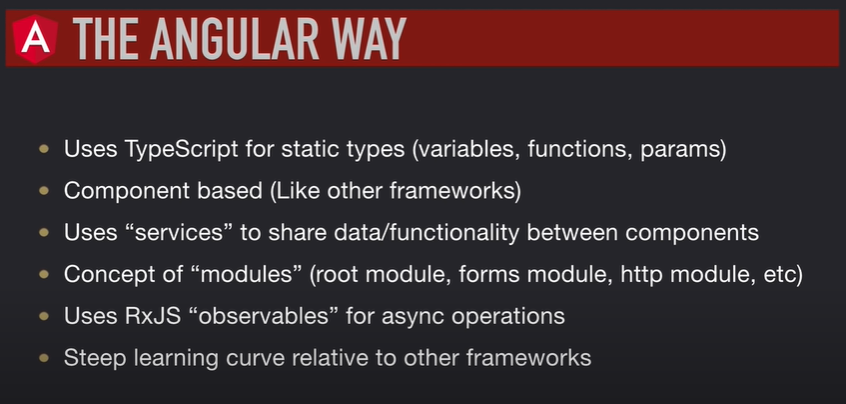 A THE ANGULAR WAY
Uses TypeScript for static types (variables, functions, params)
Component based (Like other frameworks)
Uses “services” to share data/functionality between components
Concept of “modules” (root module, forms module, http module, etc)
Uses RxJS “observables” for async operations
Steep learning curve relative to other frameworks